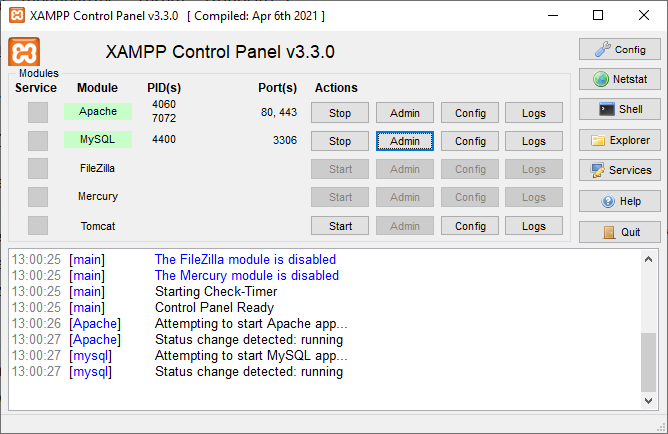 XAMPP Control Panel v3.3.0 [ Compiled: Apr 6th 2021 ]
XAMPP Control Panel v3.3.0
Config
Modules
Service Module PID(s) Port(s) Actions
Netstat
Apache 4060 7072 80, 443 Stop Admin Config Logs
Shell
MySQL 4400 3306 Stop Admin Config Logs
Explorer
FileZilla Start Admin Config Logs
Services
Mercury Start Admin Config Logs
Help
Tomcat Start Admin Config Logs
Quit
13:00:25 [main] The FileZilla module is disabled
13:00:25 [main] The Mercury module is disabled
13:00:25 [main] Starting Check-Timer
13:00:25 [main] Control Panel Ready
13:00:26 [Apache] Attempting to start Apache app...
13:00:27 [Apache] Status change detected: running
13:00:27 [mysql] Attempting to start MySQL app...
13:00:27 [mysql] Status change detected: running